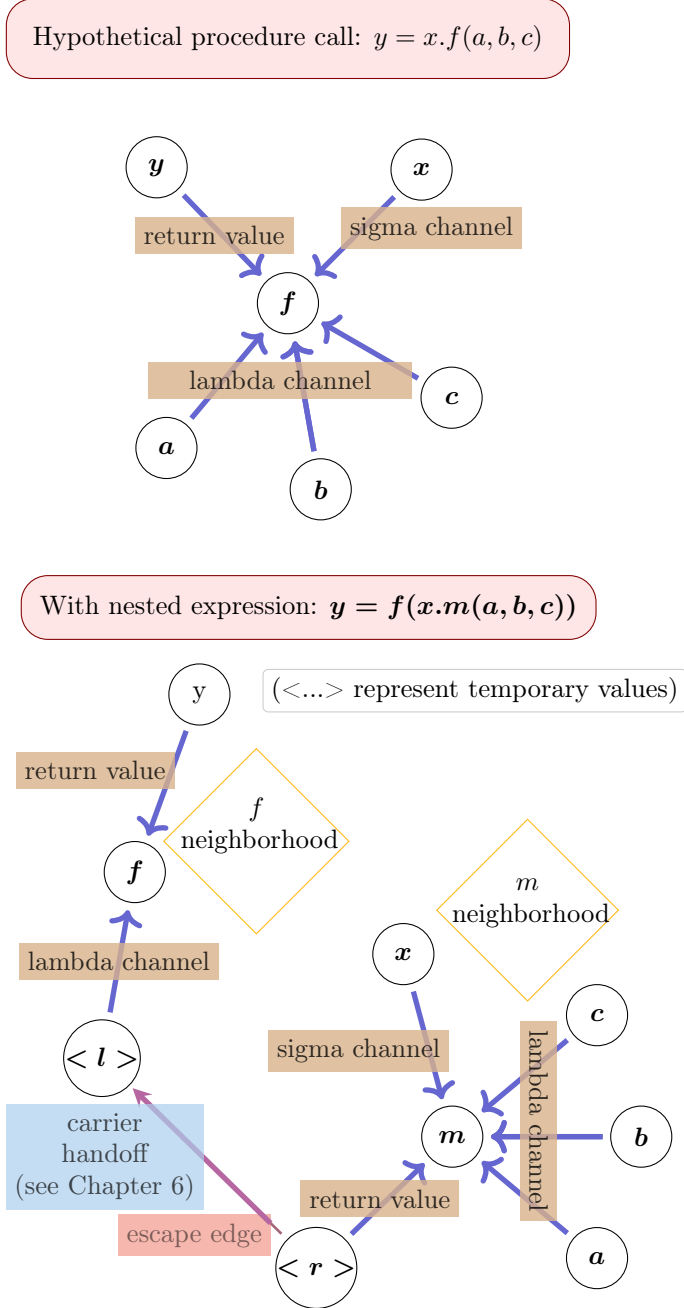 Hypothetical procedure call: y = x.f(a, b, c)
y
x
return value
sigma channel
f
lambda channel
c
a
b
With nested expression: y = f(x.m(a, b, c))
y
(<...> represent temporary values)
return value
f
neighborhood
f
m
neighborhood
x
lambda channel
c
sigma channel
< l >
lambda channel
carrier
handoff
(see Chapter 6)
m
b
return value
escape edge
< r >
a